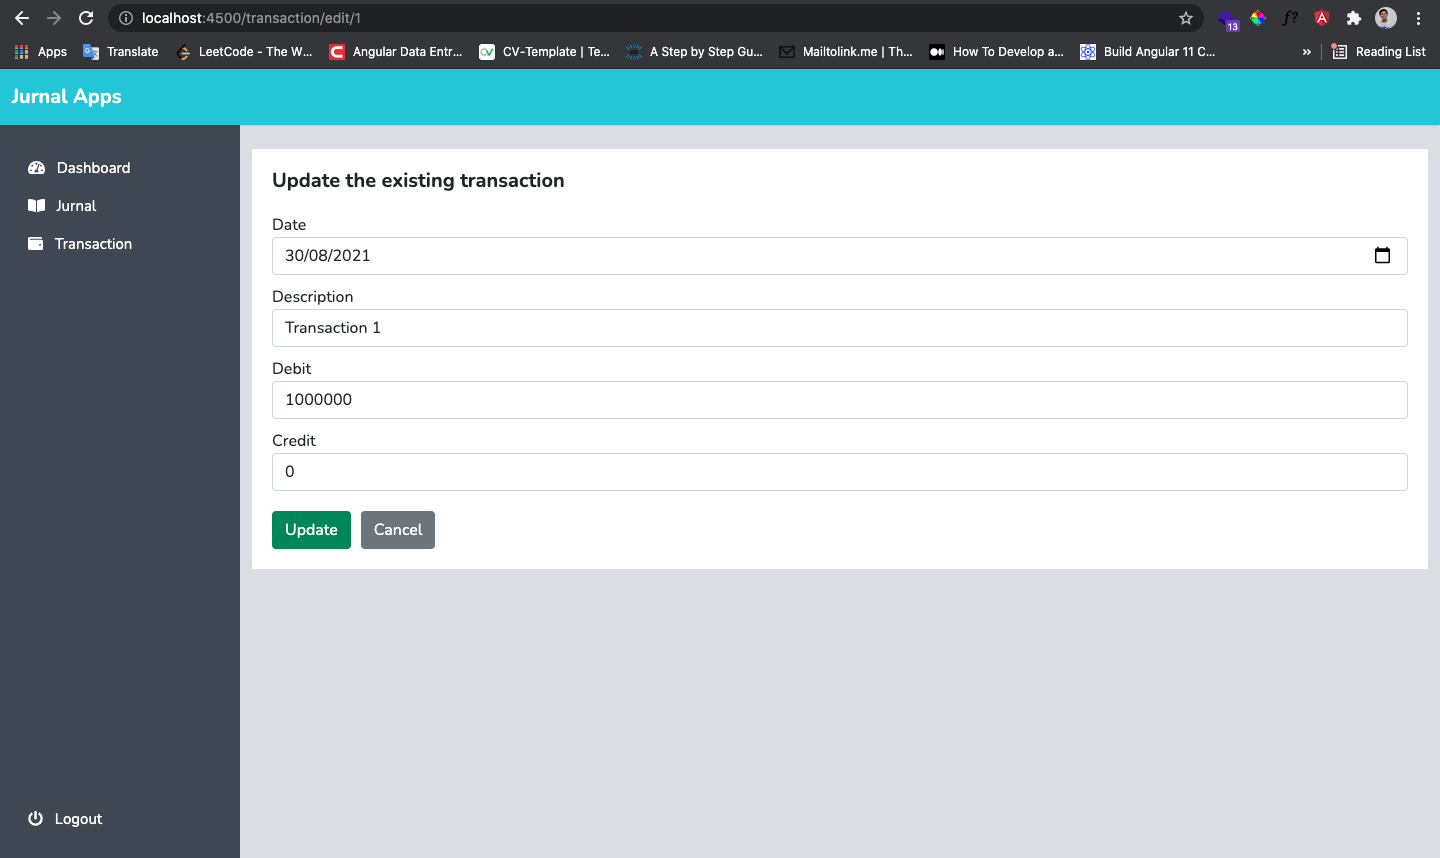 localhost:4500/transaction/edit/1
f?
13
Apps Translate LeetCode - The W... Angular Data Entr... CV-Template | Te... A Step by Step Gu... Mailtolink.me | Th... How To Develop a... Build Angular 11 C... » Reading List
Jurnal Apps
Dashboard
Jurnal
Transaction
Update the existing transaction
Date
30/08/2021
Description
Transaction 1
Debit
1000000
Credit
0
Update Cancel
Logout